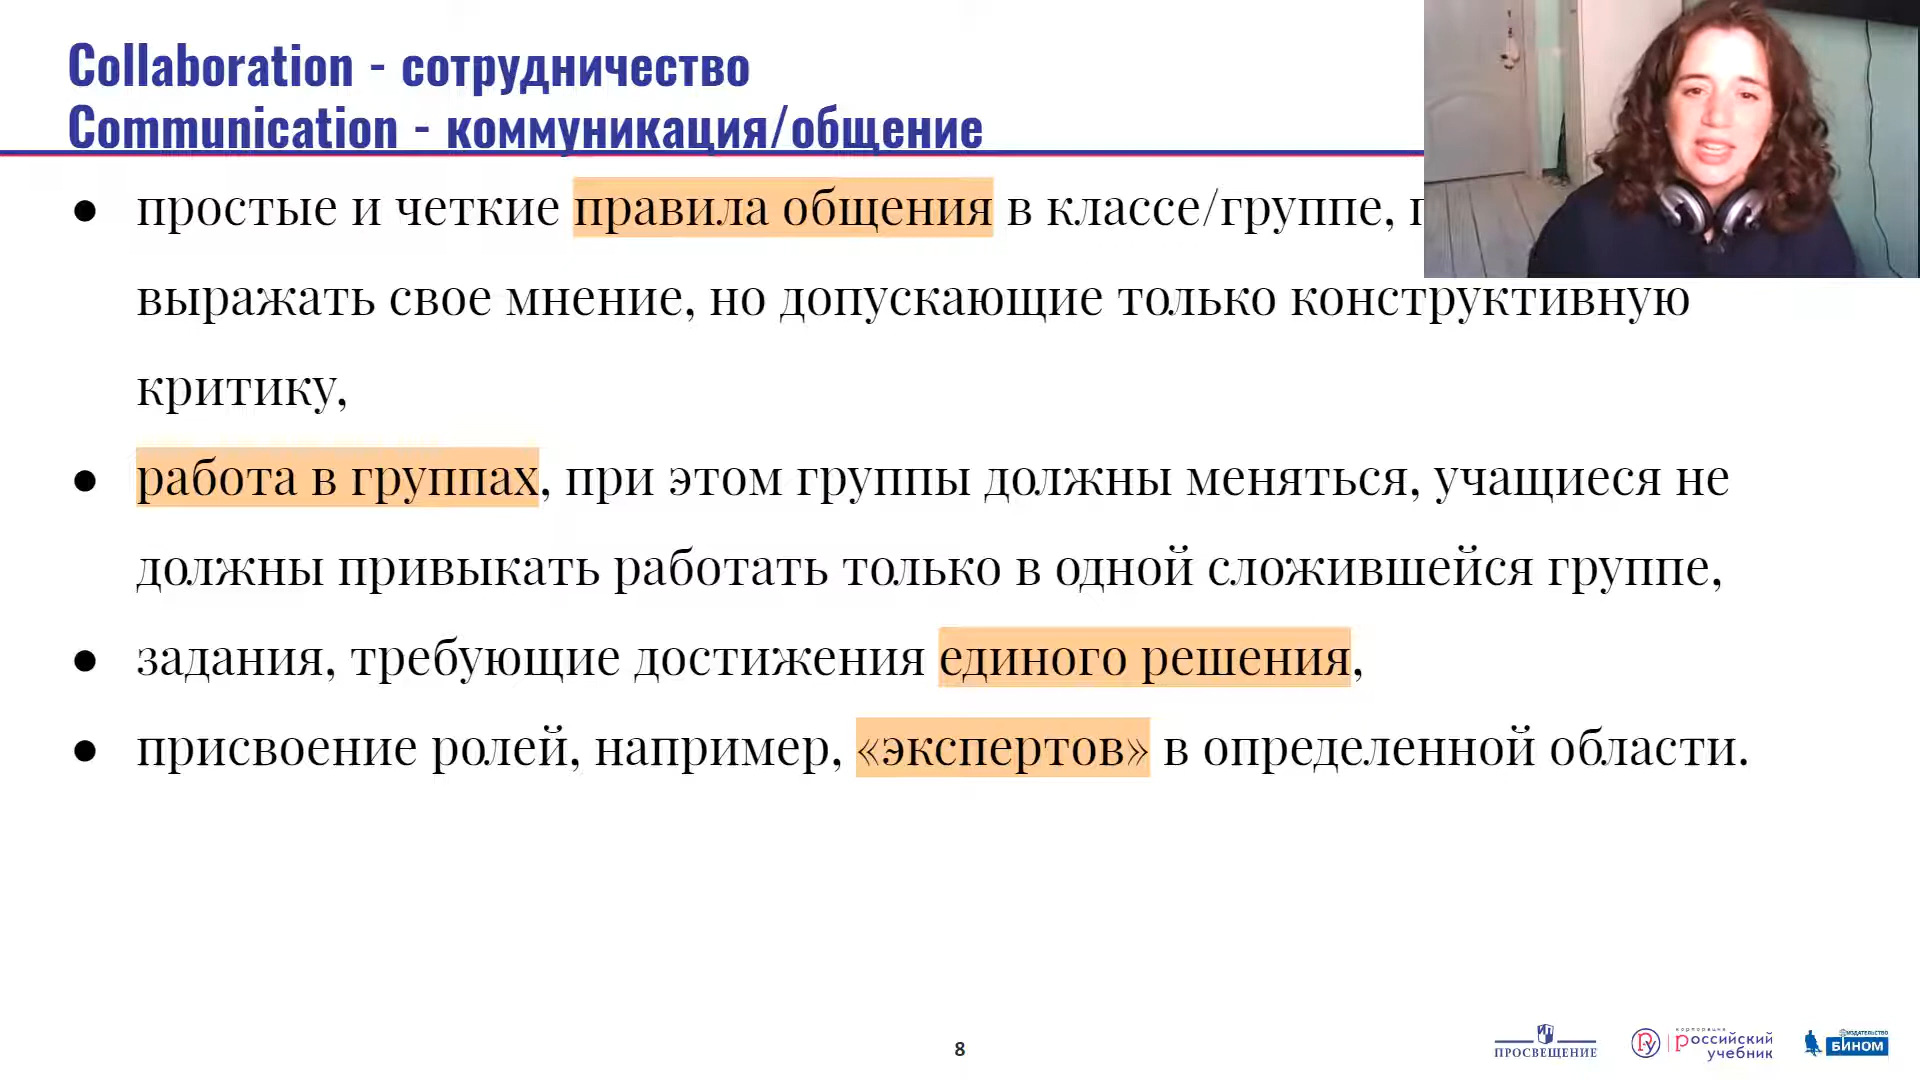 Collaboration - сотрудничество
Communication - коммуникация/общение
● простые и четкие правила общения в классе/группе,
выражать свое мнение, но допускающие только конструктивную
критику,
● работа в группах, при этом группы должны меняться, учащиеся не
должны привыкать работать только в одной сложившейся группе,
● задания, требующие достижения единого решения,
● присвоение ролей, например, «экспертов» в определенной области.
8
ПРОСВЕЩЕНИЕ
корпорация
российский
учебник
ИЗДАТЕЛЬСТВО
БИНОМ